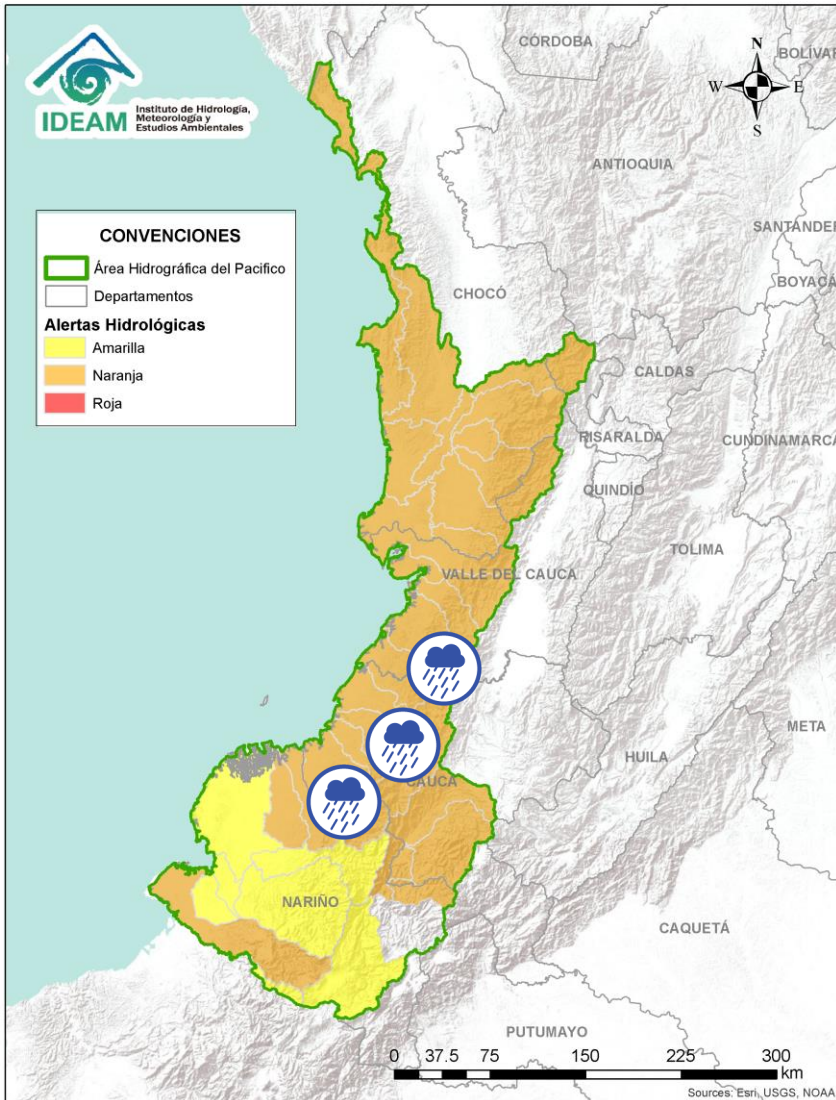 IDEAM
Instituto de Hidrología,
Meteorología y
Estudios Ambientales
CONVENCIONES
Área Hidrográfica del Pacifico
Departamentos
Alertas Hidrológicas
Amarilla
Naranja
Roja
N
W
E
S
CÓRDOBA
BOLÍVAR
ANTIOQUIA
SANTANDER
BOYACÁ
CHOCÓ
CALDAS
RISARALDA
CUNDINAMARCA
QUINDÍO
TOLIMA
VALLE DEL CAUCA
META
HUILA
CAUCA
NARIÑO
CAQUETÁ
PUTUMAYO
0 37.5 75 150 225 300
km
Sources: Esri, USGS, NOAA